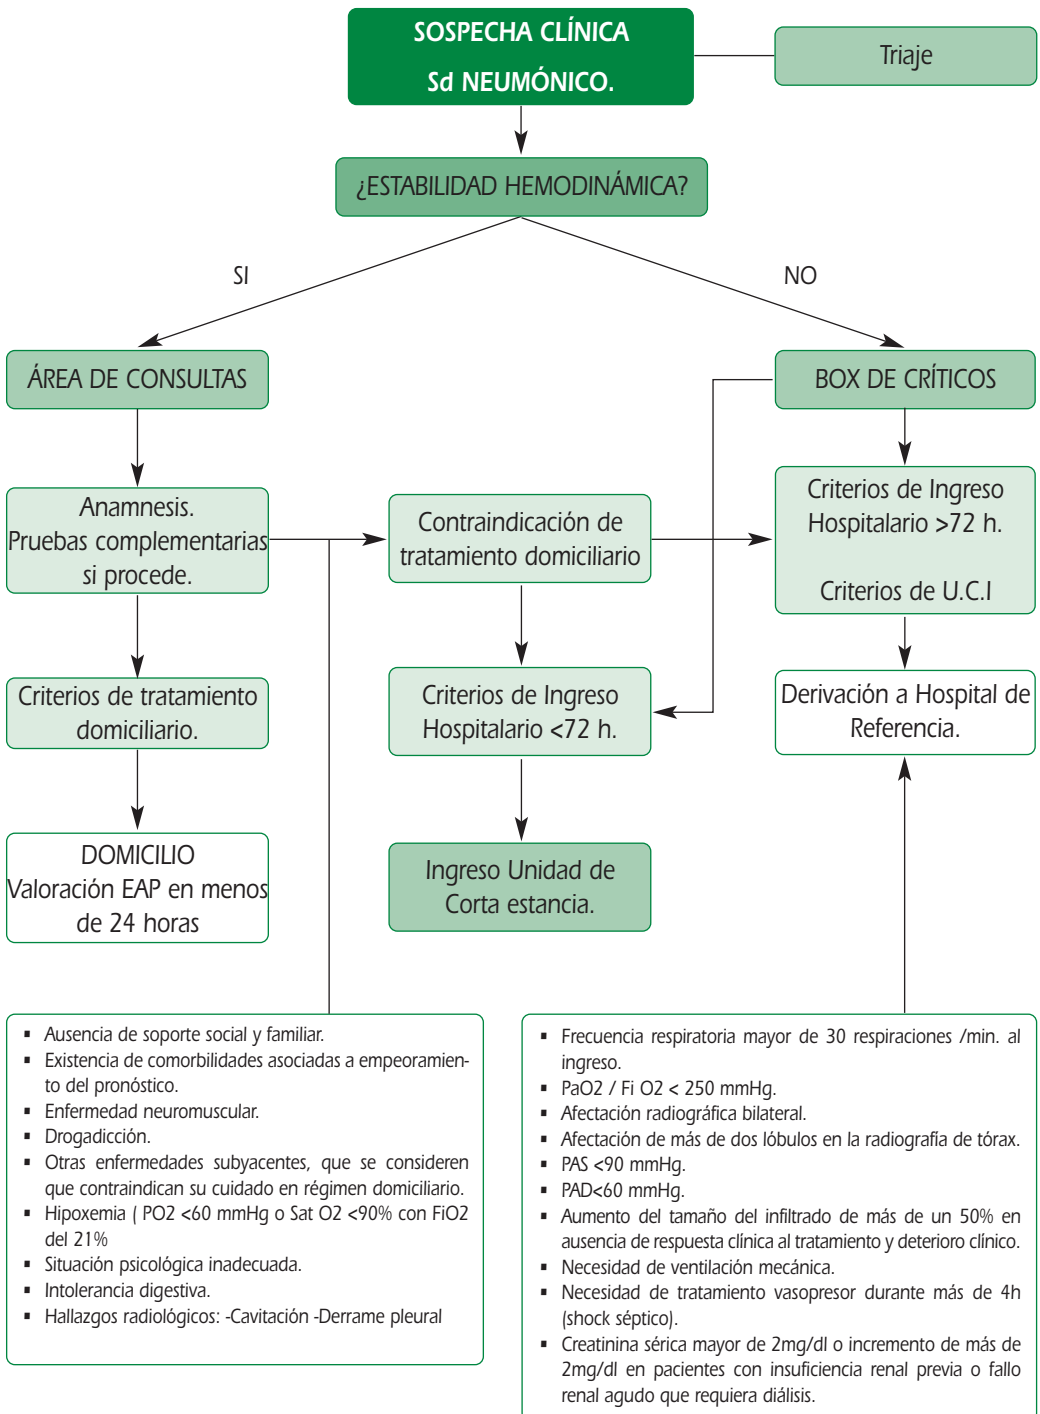 SOSPECHA CLÍNICA
Sd NEUMÓNICO.
Triaje
¿ESTABILIDAD HEMODINÁMICA?
SI
NO
ÁREA DE CONSULTAS
BOX DE CRÍTICOS
Anamnesis.
Pruebas complementarias
si procede.
Contraindicación de
tratamiento domiciliario
Criterios de Ingreso
Hospitalario >72 h.
Criterios de U.C.I
Criterios de tratamiento
domiciliario.
Criterios de Ingreso
Hospitalario <72 h.
Derivación a Hospital de
Referencia.
DOMICILIO
Valoración EAP en menos
de 24 horas
Ingreso Unidad de
Corta estancia.
▪ Ausencia de soporte social y familiar.
▪ Existencia de comorbilidades asociadas a empeoramien-
to del pronóstico.
▪ Enfermedad neuromuscular.
▪ Drogadicción.
▪ Otras enfermedades subyacentes, que se consideren
que contraindican su cuidado en régimen domiciliario.
▪ Hipoxemia ( PO2 <60 mmHg o Sat O2 <90% con FiO2
del 21%
▪ Situación psicológica inadecuada.
▪ Intolerancia digestiva.
▪ Hallazgos radiológicos: -Cavitación -Derrame pleural
▪ Frecuencia respiratoria mayor de 30 respiraciones /min. al
ingreso.
▪ PaO2 / Fi O2 < 250 mmHg.
▪ Afectación radiográfica bilateral.
▪ Afectación de más de dos lóbulos en la radiografía de tórax.
▪ PAS <90 mmHg.
▪ PAD<60 mmHg.
▪ Aumento del tamaño del infiltrado de más de un 50% en
ausencia de respuesta clínica al tratamiento y deterioro clínico.
▪ Necesidad de ventilación mecánica.
▪ Necesidad de tratamiento vasopresor durante más de 4h
(shock séptico).
▪ Creatinina sérica mayor de 2mg/dl o incremento de más de
2mg/dl en pacientes con insuficiencia renal previa o fallo
renal agudo que requiera diálisis.